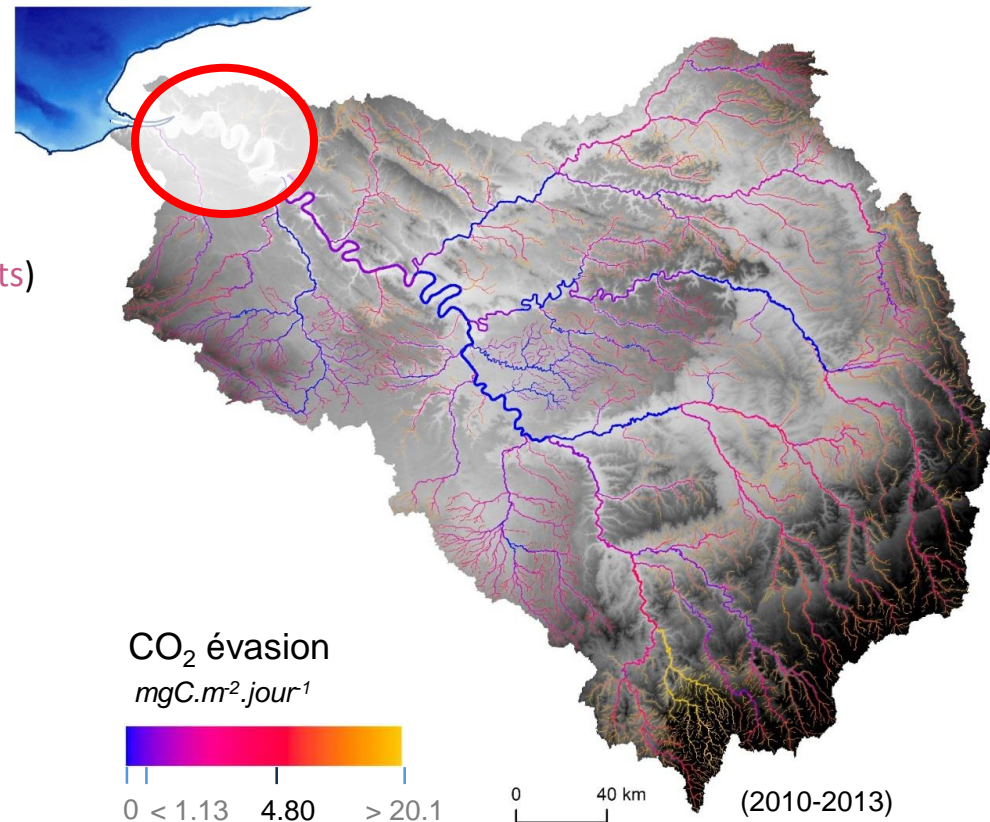 ts)
CO₂ évasion
mgC.m⁻².jour⁻¹
0 < 1.13 4.80 > 20.1
0 40 km
(2010-2013)